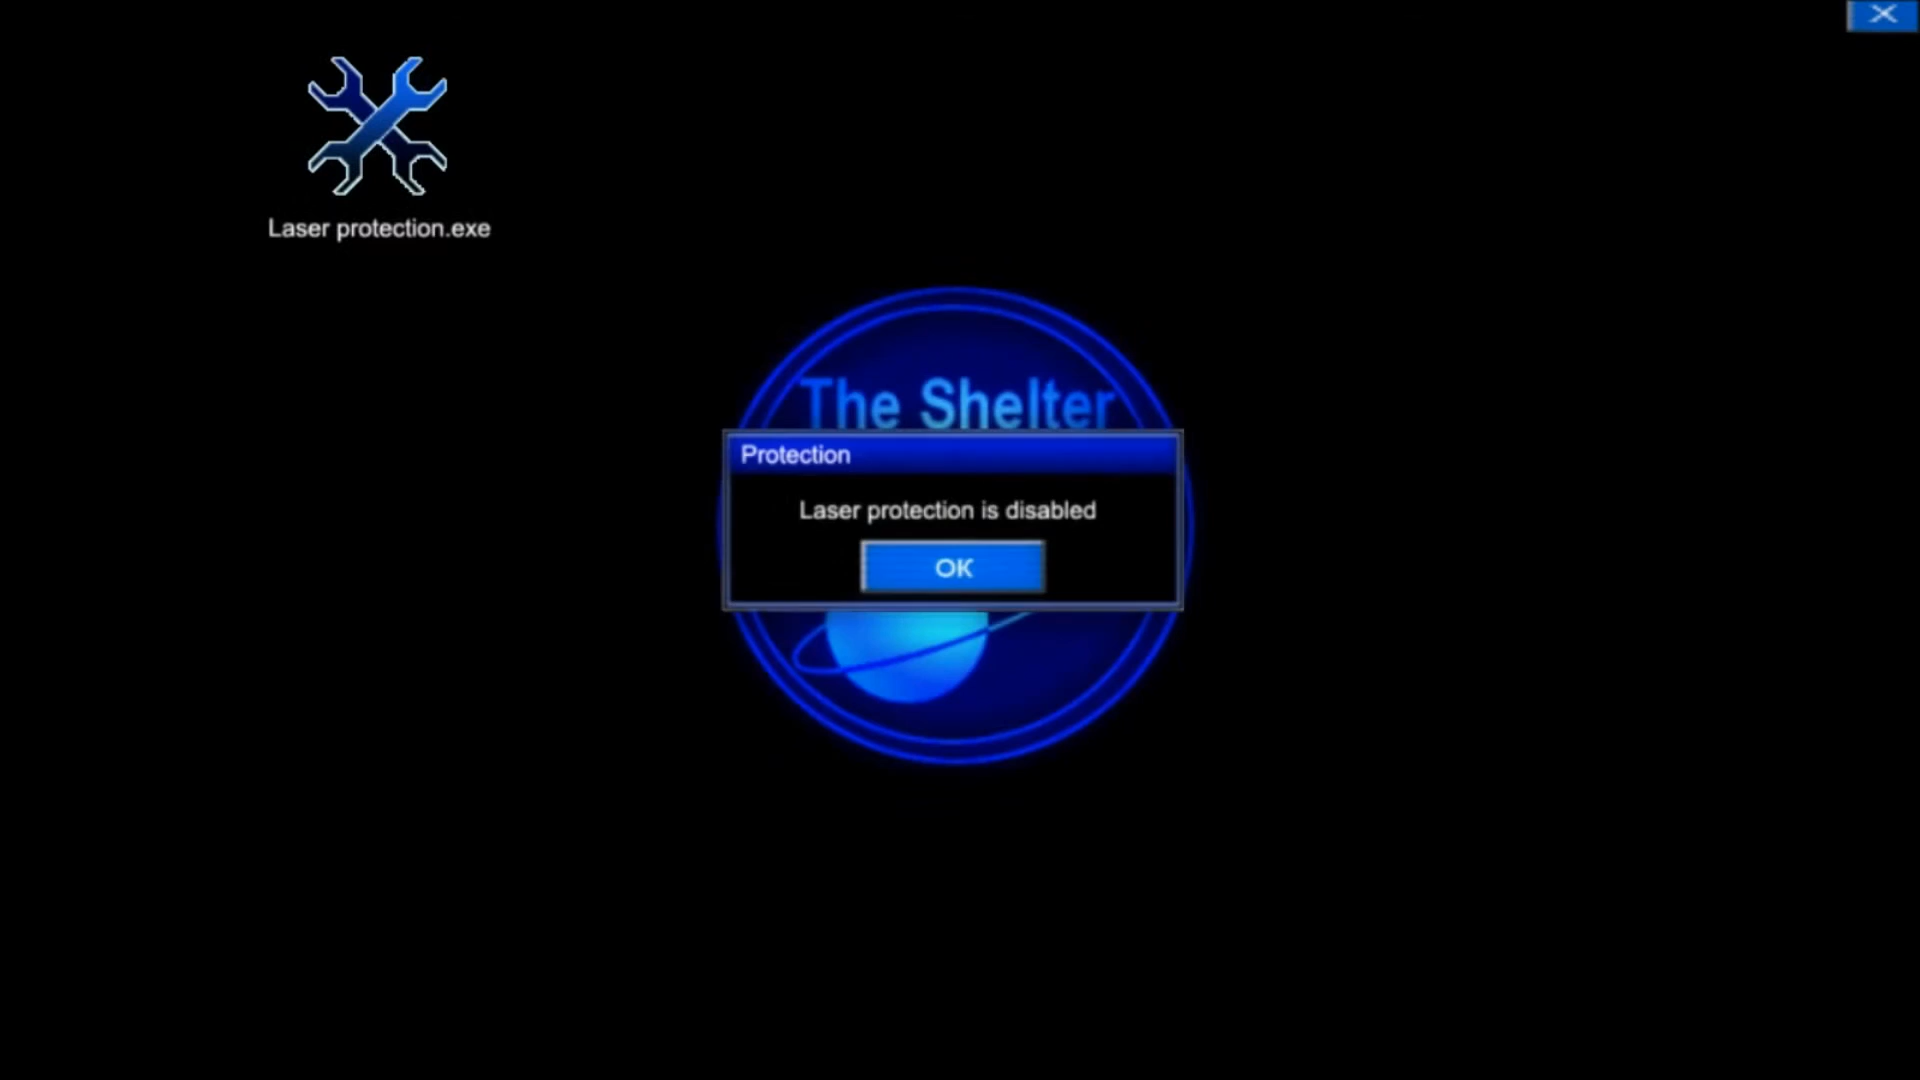 Laser protection.exe
The Shelter
Protection
Laser protection is disabled
OK